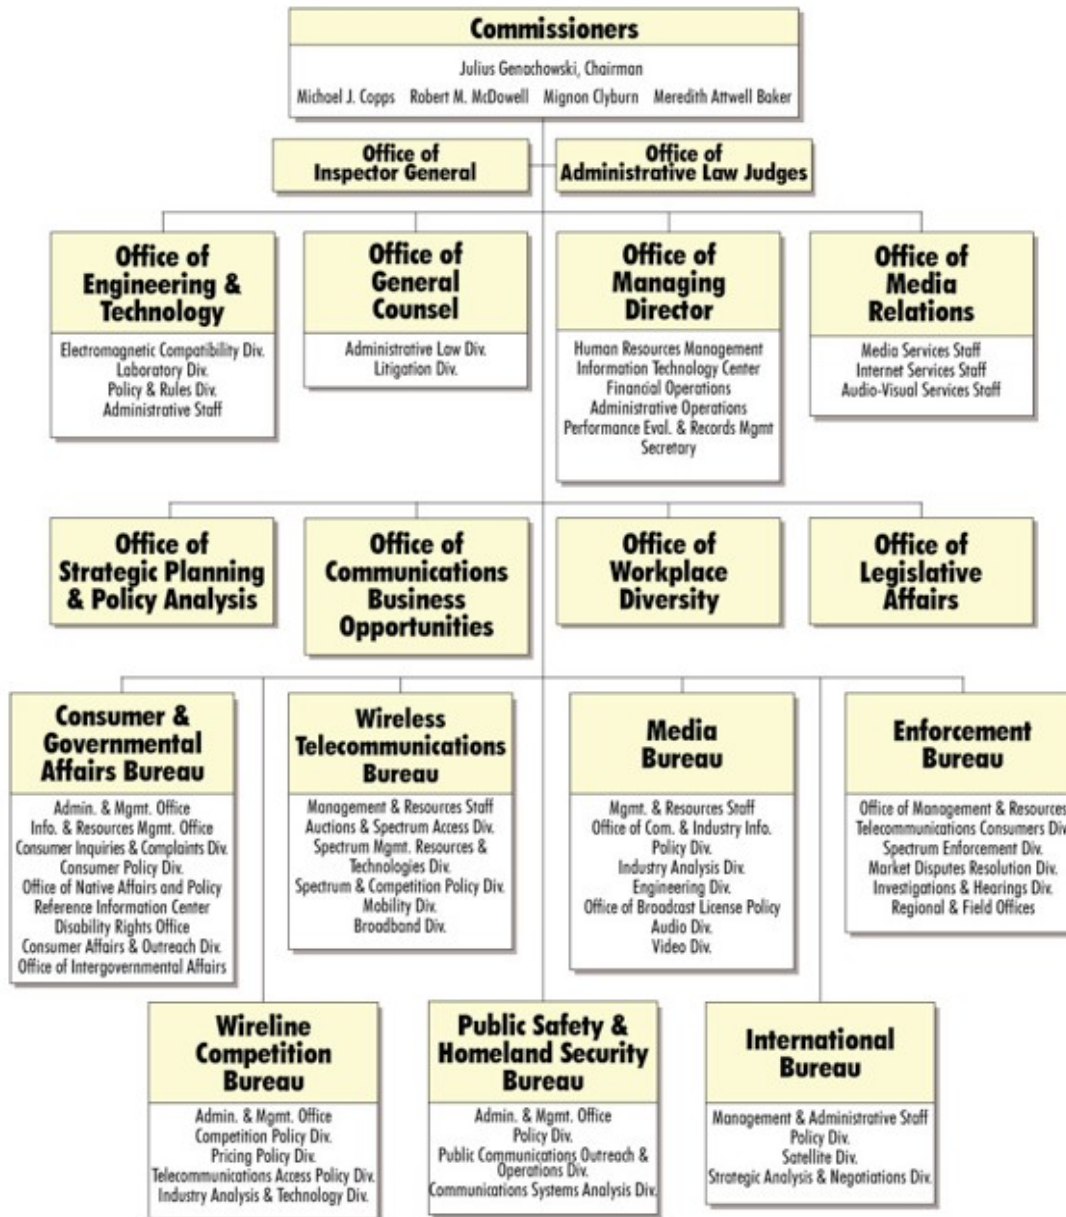 Commissioners
Julius Genachowski, Chairman
Michael J. Copps Robert M. McDowell Mignon Clyburn Meredith Attwell Baker
Office of
Inspector General
Office of
Administrative Law Judges
Office of
Engineering &
Technology
Electromagnetic Compatibility Div.
Laboratory Div.
Policy & Rules Div.
Administrative Staff
Office of
General
Counsel
Administrative Law Div.
Litigation Div.
Office of
Managing
Director
Human Resources Management
Information Technology Center
Financial Operations
Administrative Operations
Performance Eval. & Records Mgmt
Secretary
Office of
Media
Relations
Media Services Staff
Internet Services Staff
Audio-Visual Services Staff
Office of
Strategic Planning
& Policy Analysis
Office of
Communications
Business
Opportunities
Office of
Workplace
Diversity
Office of
Legislative
Affairs
Consumer &
Governmental
Affairs Bureau
Admin. & Mgmt. Office
Info. & Resources Mgmt. Office
Consumer Inquiries & Complaints Div.
Consumer Policy Div.
Office of Native Affairs and Policy
Reference Information Center
Disability Rights Office
Consumer Affairs & Outreach Div.
Office of Intergovernmental Affairs
Wireless
Telecommunications
Bureau
Management & Resources Staff
Auctions & Spectrum Access Div.
Spectrum Mgmt. Resources &
Technologies Div.
Spectrum & Competition Policy Div.
Mobility Div.
Broadband Div.
Media
Bureau
Mgmt. & Resources Staff
Office of Com. & Industry Info.
Policy Div.
Industry Analysis Div.
Engineering Div.
Office of Broadcast License Policy
Audio Div.
Video Div.
Enforcement
Bureau
Office of Management & Resources
Telecommunications Consumers Div.
Spectrum Enforcement Div.
Market Disputes Resolution Div.
Investigations & Hearings Div.
Regional & Field Offices
Wireline
Competition
Bureau
Admin. & Mgmt. Office
Competition Policy Div.
Pricing Policy Div.
Telecommunications Access Policy Div.
Industry Analysis & Technology Div.
Public Safety &
Homeland Security
Bureau
Admin. & Mgmt. Office
Policy Div.
Public Communications Outreach &
Operations Div.
Communications Systems Analysis Div.
International
Bureau
Management & Administrative Staff
Policy Div.
Satellite Div.
Strategic Analysis & Negotiations Div.